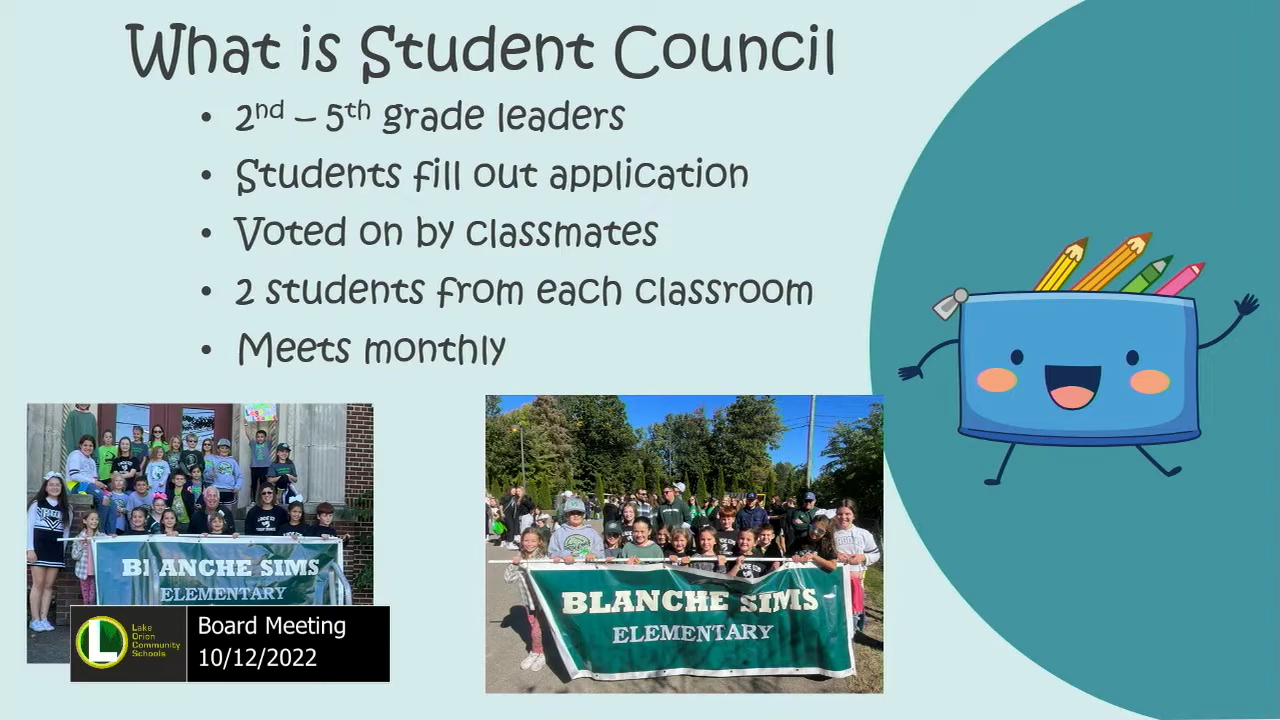 What is Student Council
• 2nd – 5th grade leaders
• Students fill out application
• Voted on by classmates
• 2 students from each classroom
• Meets monthly
BLANCHE SIMS
ELEMENTARY
BLANCHE SIMS
ELEMENTARY
L
Lake
Orion
Community
Schools
Board Meeting
10/12/2022